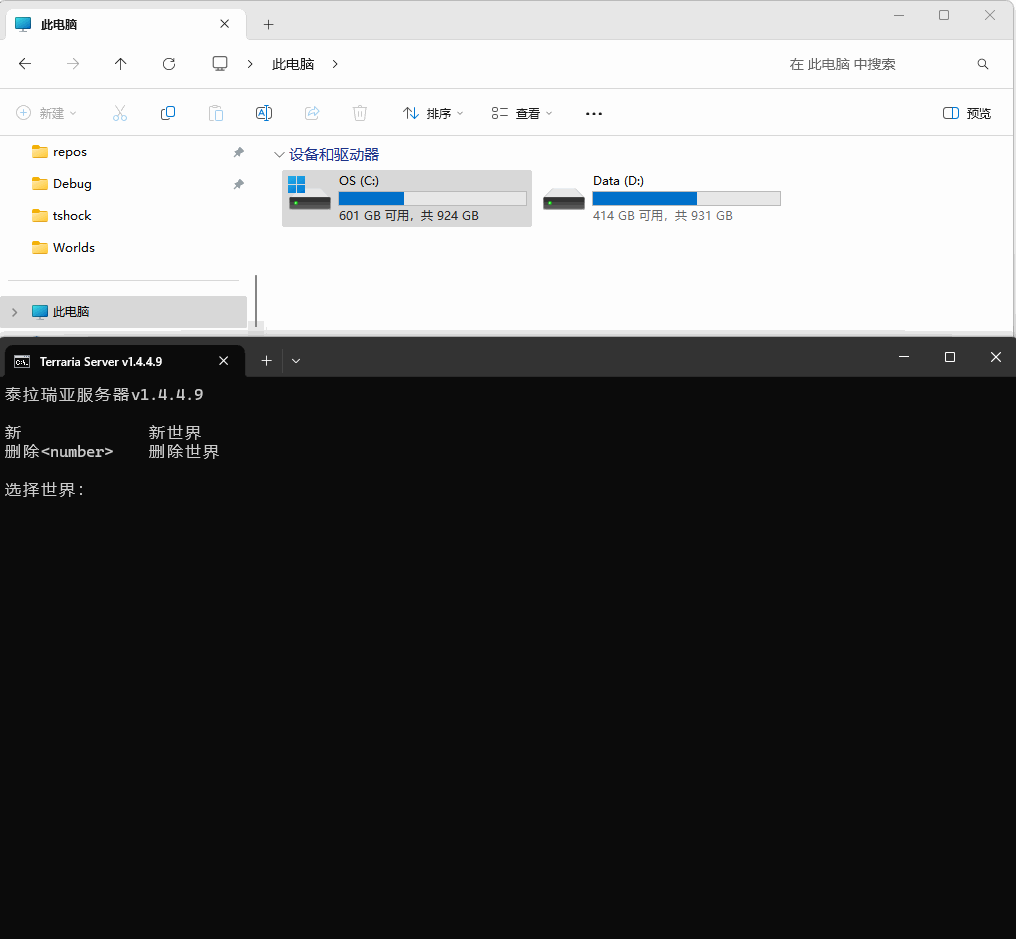 此电脑
此电脑
在 此电脑 中搜索
新建
排序
查看
预览
repos
Debug
tshock
Worlds
此电脑
设备和驱动器
OS (C:)
601 GB 可用，共 924 GB
Data (D:)
414 GB 可用，共 931 GB
Terraria Server v1.4.4.9
泰拉瑞亚服务器v1.4.4.9
新 新世界
删除<number> 删除世界
选择世界: